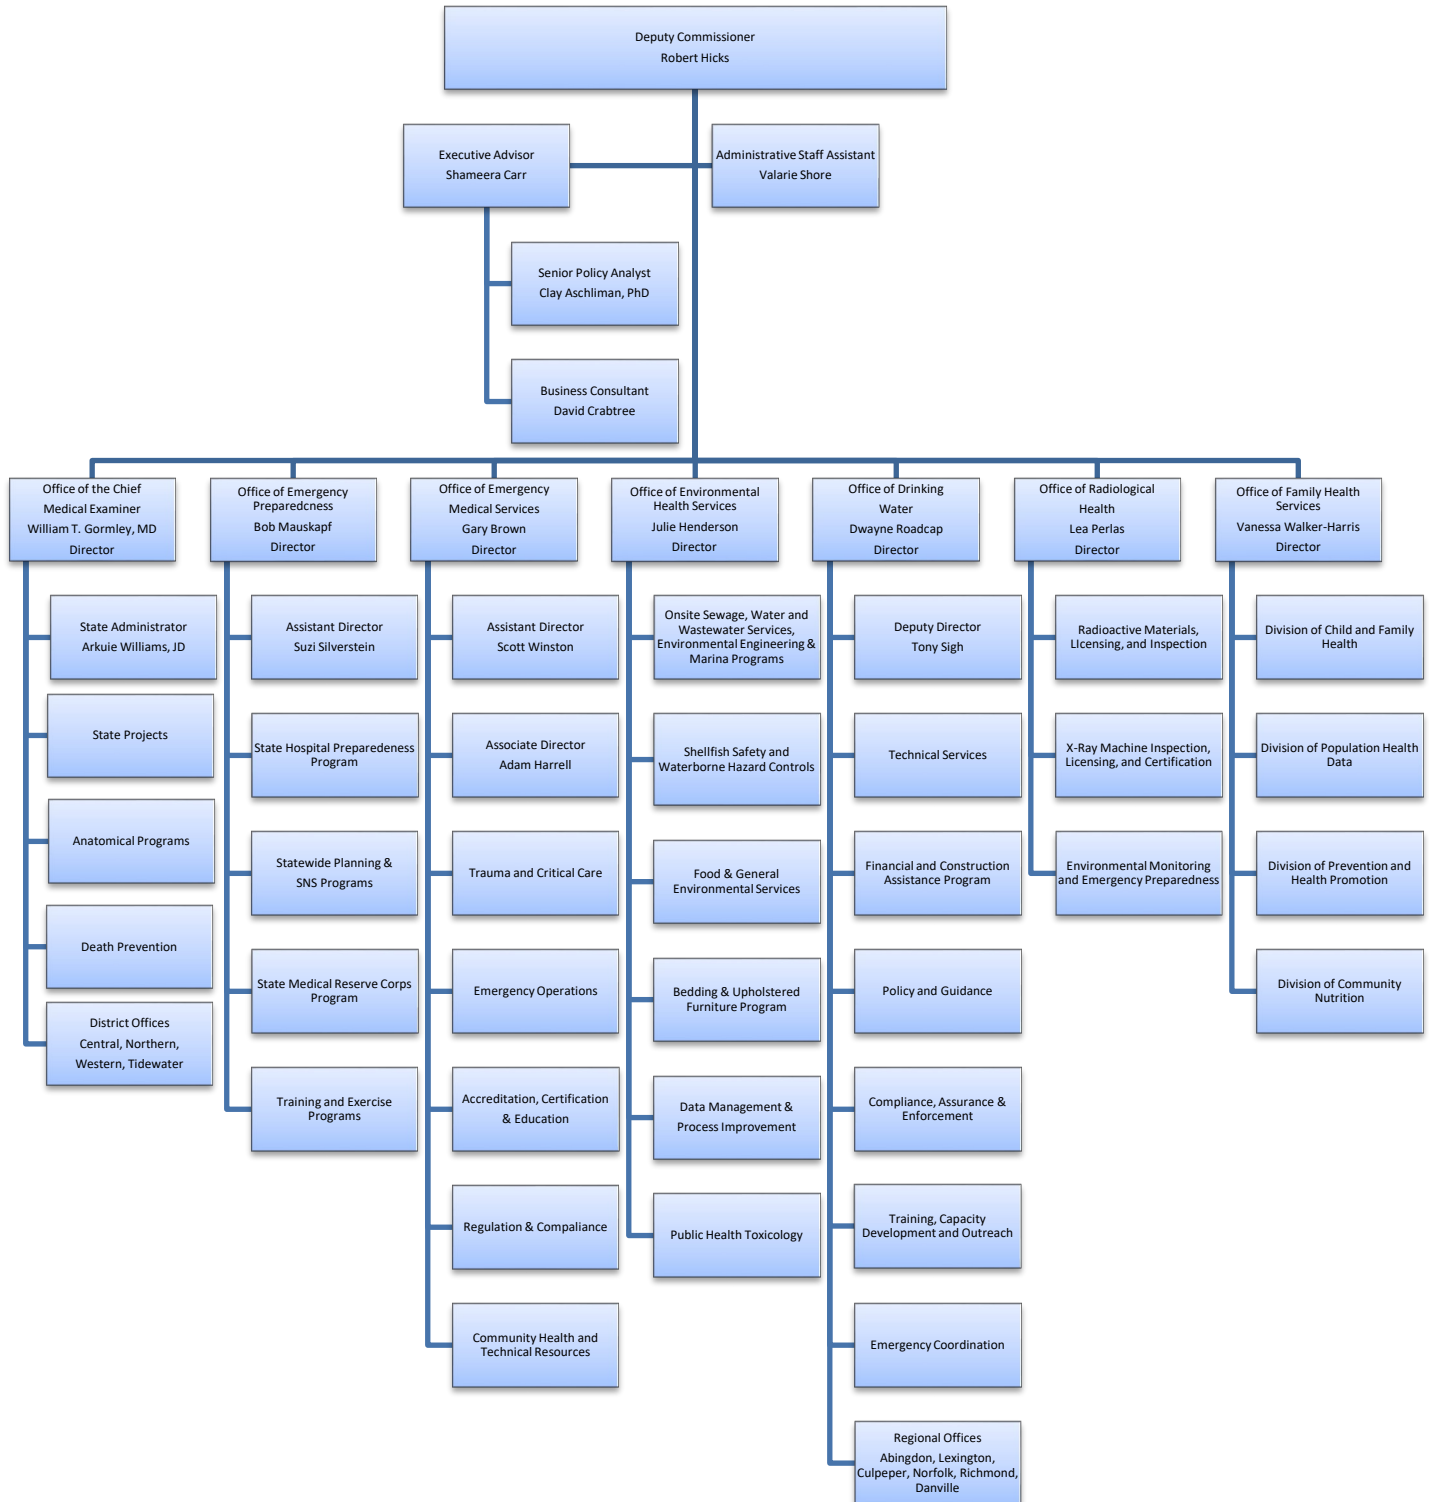 Deputy Commissioner
Robert Hicks
Executive Advisor
Shameera Carr
Administrative Staff Assistant
Valarie Shore
Senior Policy Analyst
Clay Aschliman, PhD
Business Consultant
David Crabtree
Office of the Chief
Medical Examiner
William T. Gormley, MD
Director
State Administrator
Arkuie Williams, JD
State Projects
Anatomical Programs
Death Prevention
District Offices
Central, Northern,
Western, Tidewater
Office of Emergency
Preparedcness
Bob Mauskapf
Director
Assistant Director
Suzi Silverstein
State Hospital Preparedeness
Program
Statewide Planning &
SNS Programs
State Medical Reserve Corps
Program
Training and Exercise
Programs
Office of Emergency
Medical Services
Gary Brown
Director
Assistant Director
Scott Winston
Associate Director
Adam Harrell
Trauma and Critical Care
Emergency Operations
Accreditation, Certification
& Education
Regulation & Compaliance
Community Health and
Technical Resources
Office of Environmental
Health Services
Julie Henderson
Director
Onsite Sewage, Water and
Wastewater Services,
Environmental Engineering &
Marina Programs
Shellfish Safety and
Waterborne Hazard Controls
Food & General
Environmental Services
Bedding & Upholstered
Furniture Program
Data Management &
Process Improvement
Public Health Toxicology
Office of Drinking
Water
Dwayne Roadcap
Director
Deputy Director
Tony Sigh
Technical Services
Financial and Construction
Assistance Program
Policy and Guidance
Compliance, Assurance &
Enforcement
Training, Capacity
Development and Outreach
Emergency Coordination
Regional Offices
Abingdon, Lexington,
Culpeper, Norfolk, Richmond,
Danville
Office of Radiological
Health
Lea Perlas
Director
Radioactive Materials,
LIcensing, and Inspection
X-Ray Machine Inspection,
Licensing, and Certification
Environmental Monitoring
and Emergency Preparedness
Office of Family Health
Services
Vanessa Walker-Harris
Director
Division of Child and Family
Health
Division of Population Health
Data
Division of Prevention and
Health Promotion
Division of Community
Nutrition